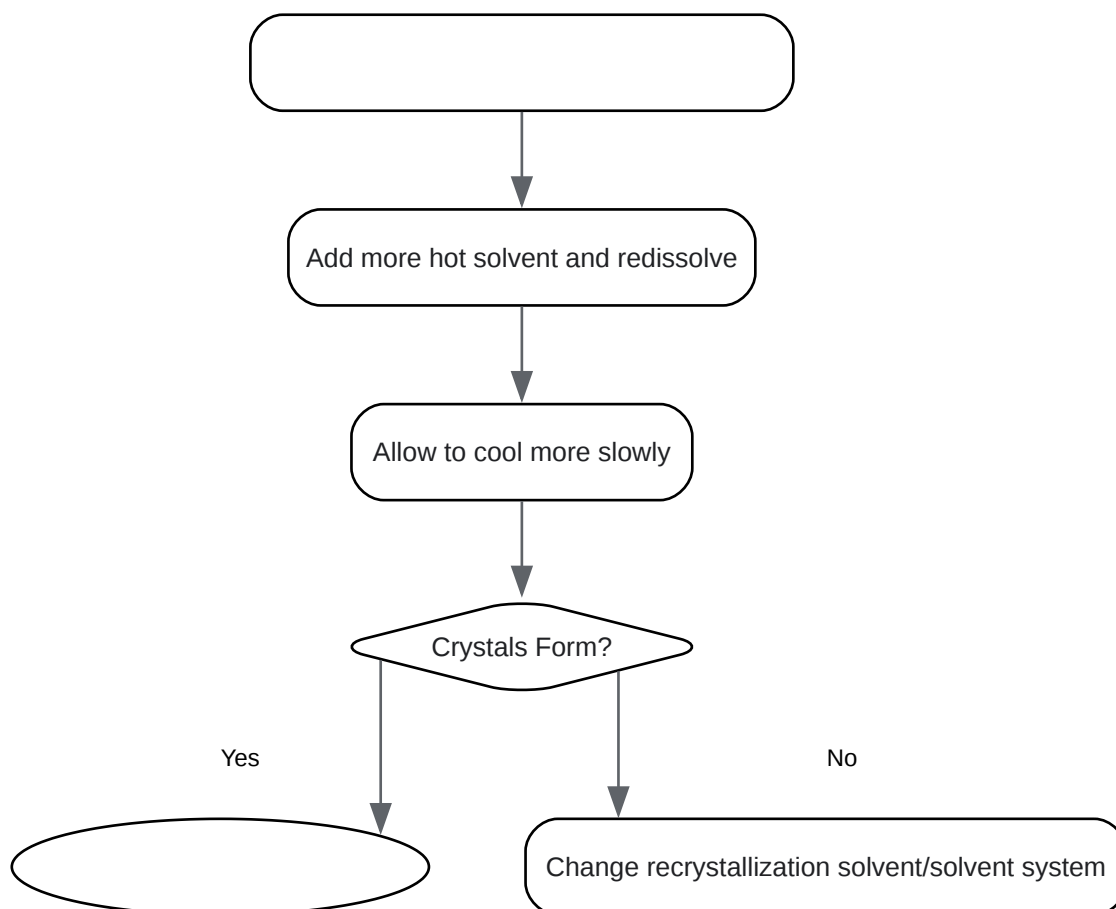 Add more hot solvent and redissolve
Allow to cool more slowly
Crystals Form?
Yes
No
Change recrystallization solvent/solvent system